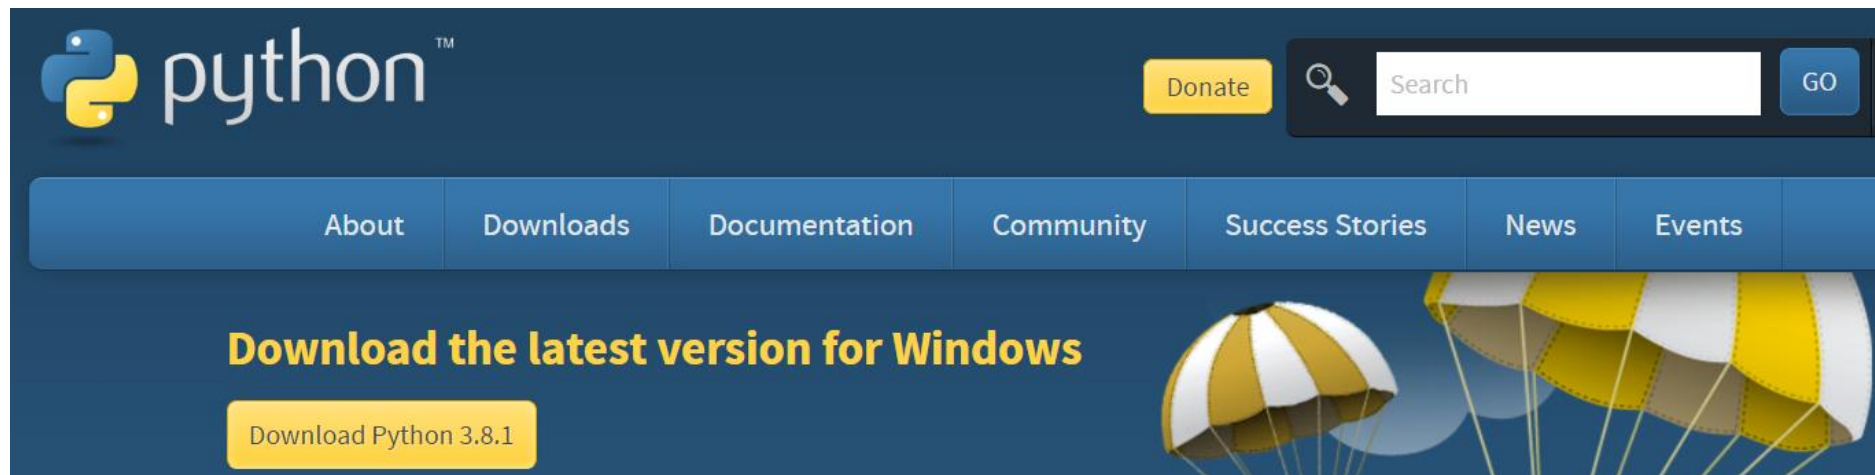 python™
Donate
Search
GO
About Downloads Documentation Community Success Stories News Events
Download the latest version for Windows
Download Python 3.8.1